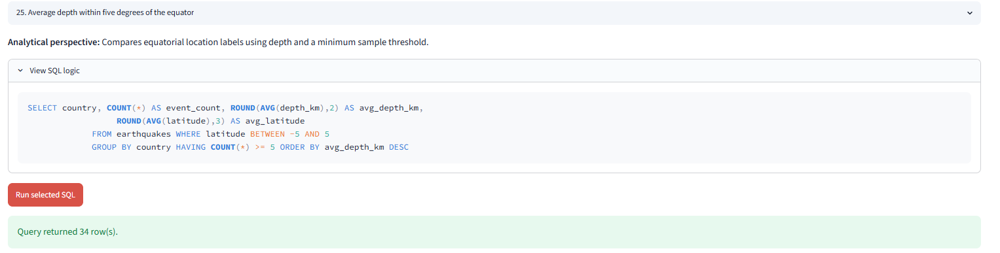 25. Average depth within five degrees of the equator
Analytical perspective: Compares equatorial location labels using depth and a minimum sample threshold.
View SQL logic
SELECT country, COUNT(*) AS event_count, ROUND(AVG(depth_km),2) AS avg_depth_km,
ROUND(AVG(latitude),3) AS avg_latitude
FROM earthquakes WHERE latitude BETWEEN -5 AND 5
GROUP BY country HAVING COUNT(*) >= 5 ORDER BY avg_depth_km DESC
Run selected SQL
Query returned 34 row(s).